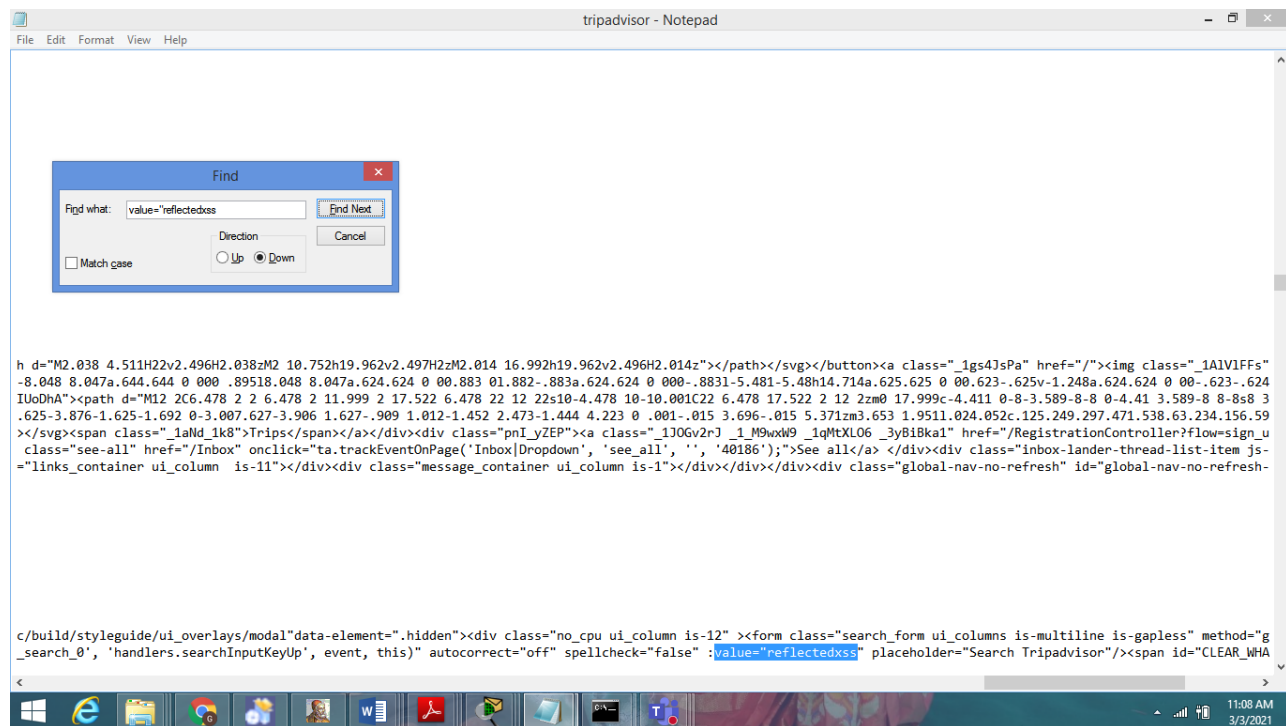 tripadvisor - Notepad
File Edit Format View Help
Find
Find what: value="reflectedxss Find Next
Direction Cancel
Match case Up Down
h d="M2.038 4.511H22v2.496H2.038zM2 10.752h19.962v2.497H2zM2.014 16.992h19.962v2.496H2.014z"></path></svg></button><a class="_1gs4JsPa" href="/"><img class="_1AlVlFFs"
-8.048 8.047a.644.644 0 000 .895l8.048 8.047a.624.624 0 00.883 0l.882-.883a.624.624 0 000-.883l-5.481-5.48h14.714a.625.625 0 00.623-.625v-1.248a.624.624 0 00-.623-.624
IUoDhA"><path d="M12 2C6.478 2 2 6.478 2 11.999 2 17.522 6.478 22 12 22s10-4.478 10-10.001C22 6.478 17.522 2 12 2zm0 17.999c-4.411 0-8-3.589-8-8 0-4.41 3.589-8 8-8s8 3
.625-3.876-1.625-1.692 0-3.007.627-3.906 1.627-.909 1.012-1.452 2.473-1.444 4.223 0 .001-.015 3.696-.015 5.371zm3.653 1.951l.024.052c.125.249.297.471.538.63.234.156.59
></svg><span class="_1aNd_1k8">Trips</span></a></div><div class="pnI_yZEP"><a class="_1JOGv2rJ _1_M9wxW9 _1qMtXLO6 _3yBiBka1" href="/RegistrationController?flow=sign_u
class="see-all" href="/Inbox" onclick="ta.trackEventOnPage('Inbox|Dropdown', 'see_all', '', '40186');">See all</a> </div><div class="inbox-lander-thread-list-item js-
="links_container ui_column  is-11"></div><div class="message_container ui_column is-1"></div></div></div><div class="global-nav-no-refresh" id="global-nav-no-refresh-
c/build/styleguide/ui_overlays/modal"data-element=".hidden"><div class="no_cpu ui_column is-12" ><form class="search_form ui_columns is-multiline is-gapless" method="g
_search_0', 'handlers.searchInputKeyUp', event, this)" autocorrect="off" spellcheck="false" :value="reflectedxss" placeholder="Search Tripadvisor"/><span id="CLEAR_WHA
11:08 AM
3/3/2021